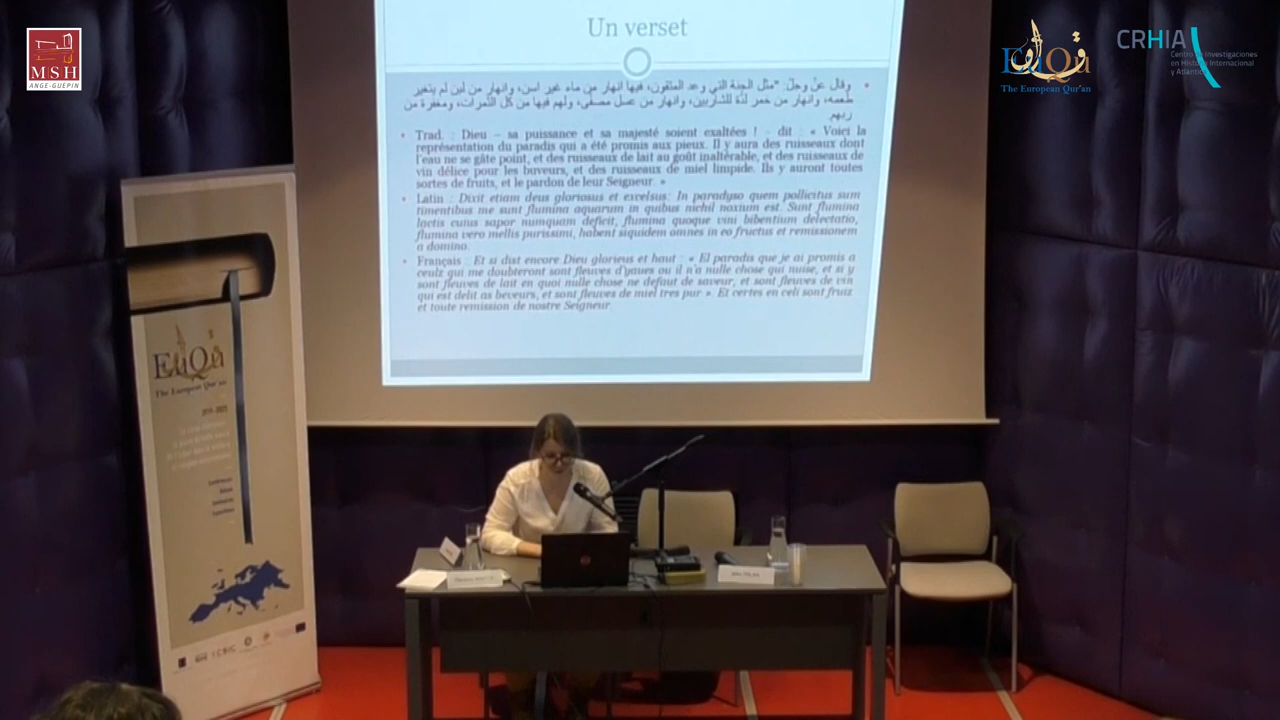 MSH
ANGE-GUÉPIN
EuQu
The European Qur'an
CRHIA
Centro de Investigaciones
en Historia Internacional
y Atlántica
Un verset
وقال عزّ وجلّ: "مثل الجنة التي وعد المتقون، فيها أنهار من ماء غير آسن، وأنهار من لبن لم يتغير
طعمه، وأنهار من خمر لذّة للشاربين، وأنهار من عسل مصفّى، ولهم فيها من كل الثمرات، ومغفرة من
ربهم.
Trad. : Dieu – sa puissance et sa majesté soient exaltées ! – dit : « Voici la
représentation du paradis qui a été promis aux pieux. Il y aura des ruisseaux dont
l'eau ne se gâte point, et des ruisseaux de lait au goût inaltérable, et des ruisseaux de
vin délice pour les buveurs, et des ruisseaux de miel limpide. Ils y auront toutes
sortes de fruits, et le pardon de leur Seigneur. »
Latin : Dixit etiam deus gloriosus et excelsus: In paradyso quem pollicitus sum
timentibus me sunt flumina aquarum in quibus nichil noxium est. Sunt flumina
lactis cuius sapor numquam deficit, flumina quoque vini bibentium delectatio,
flumina vero mellis purissimi, habent siquidem omnes in eo fructus et remissionem
a domino.
Français : Et si dist encore Dieu glorieus et haut : « El paradis que je ai promis a
ceulz qui me doubteront sont fleuves d'yaues ou il n'a nulle chose qui nuise, et si y
sont fleuves de lait en quoi nulle chose ne defaut de saveur, et sont fleuves de vin
qui est delit as beveurs, et sont fleuves de miel tres pur ». Et certes en celi sont fruiz
et toute remission de nostre Seigneur.
EuQu
The European Qur'an